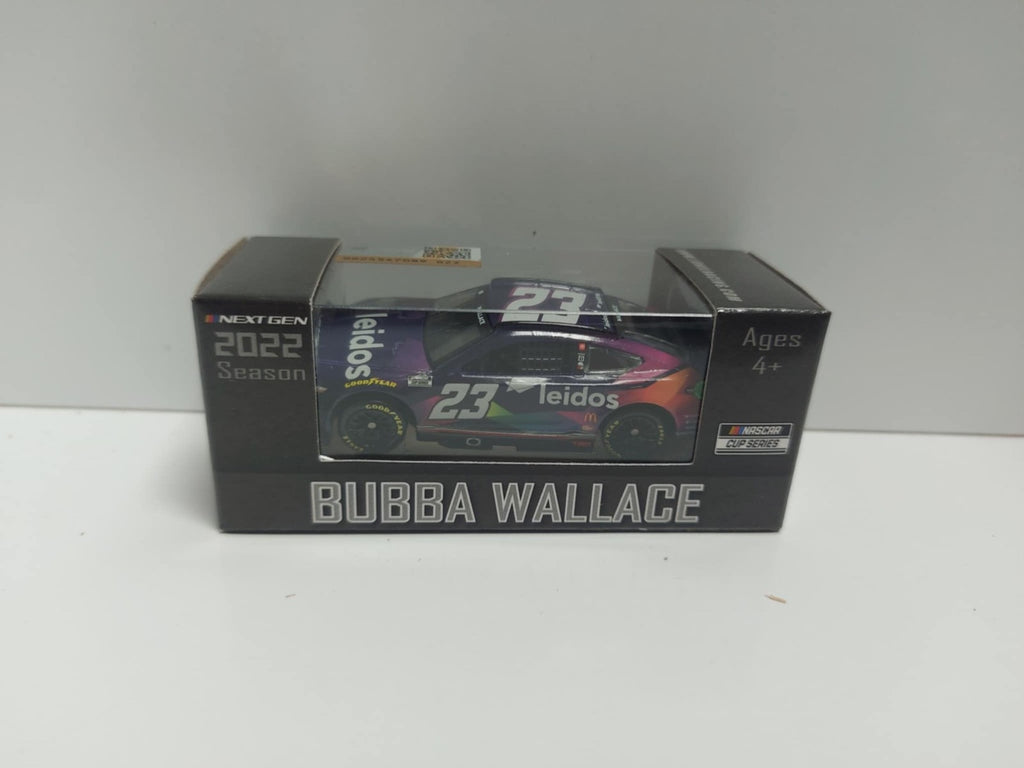 NEXT GEN
2022
Season
23
leidos
GOODYEAR
GOODYEAR
23
leidos
Ages
4+
NASCAR
CUP SERIES
BUBBA WALLACE